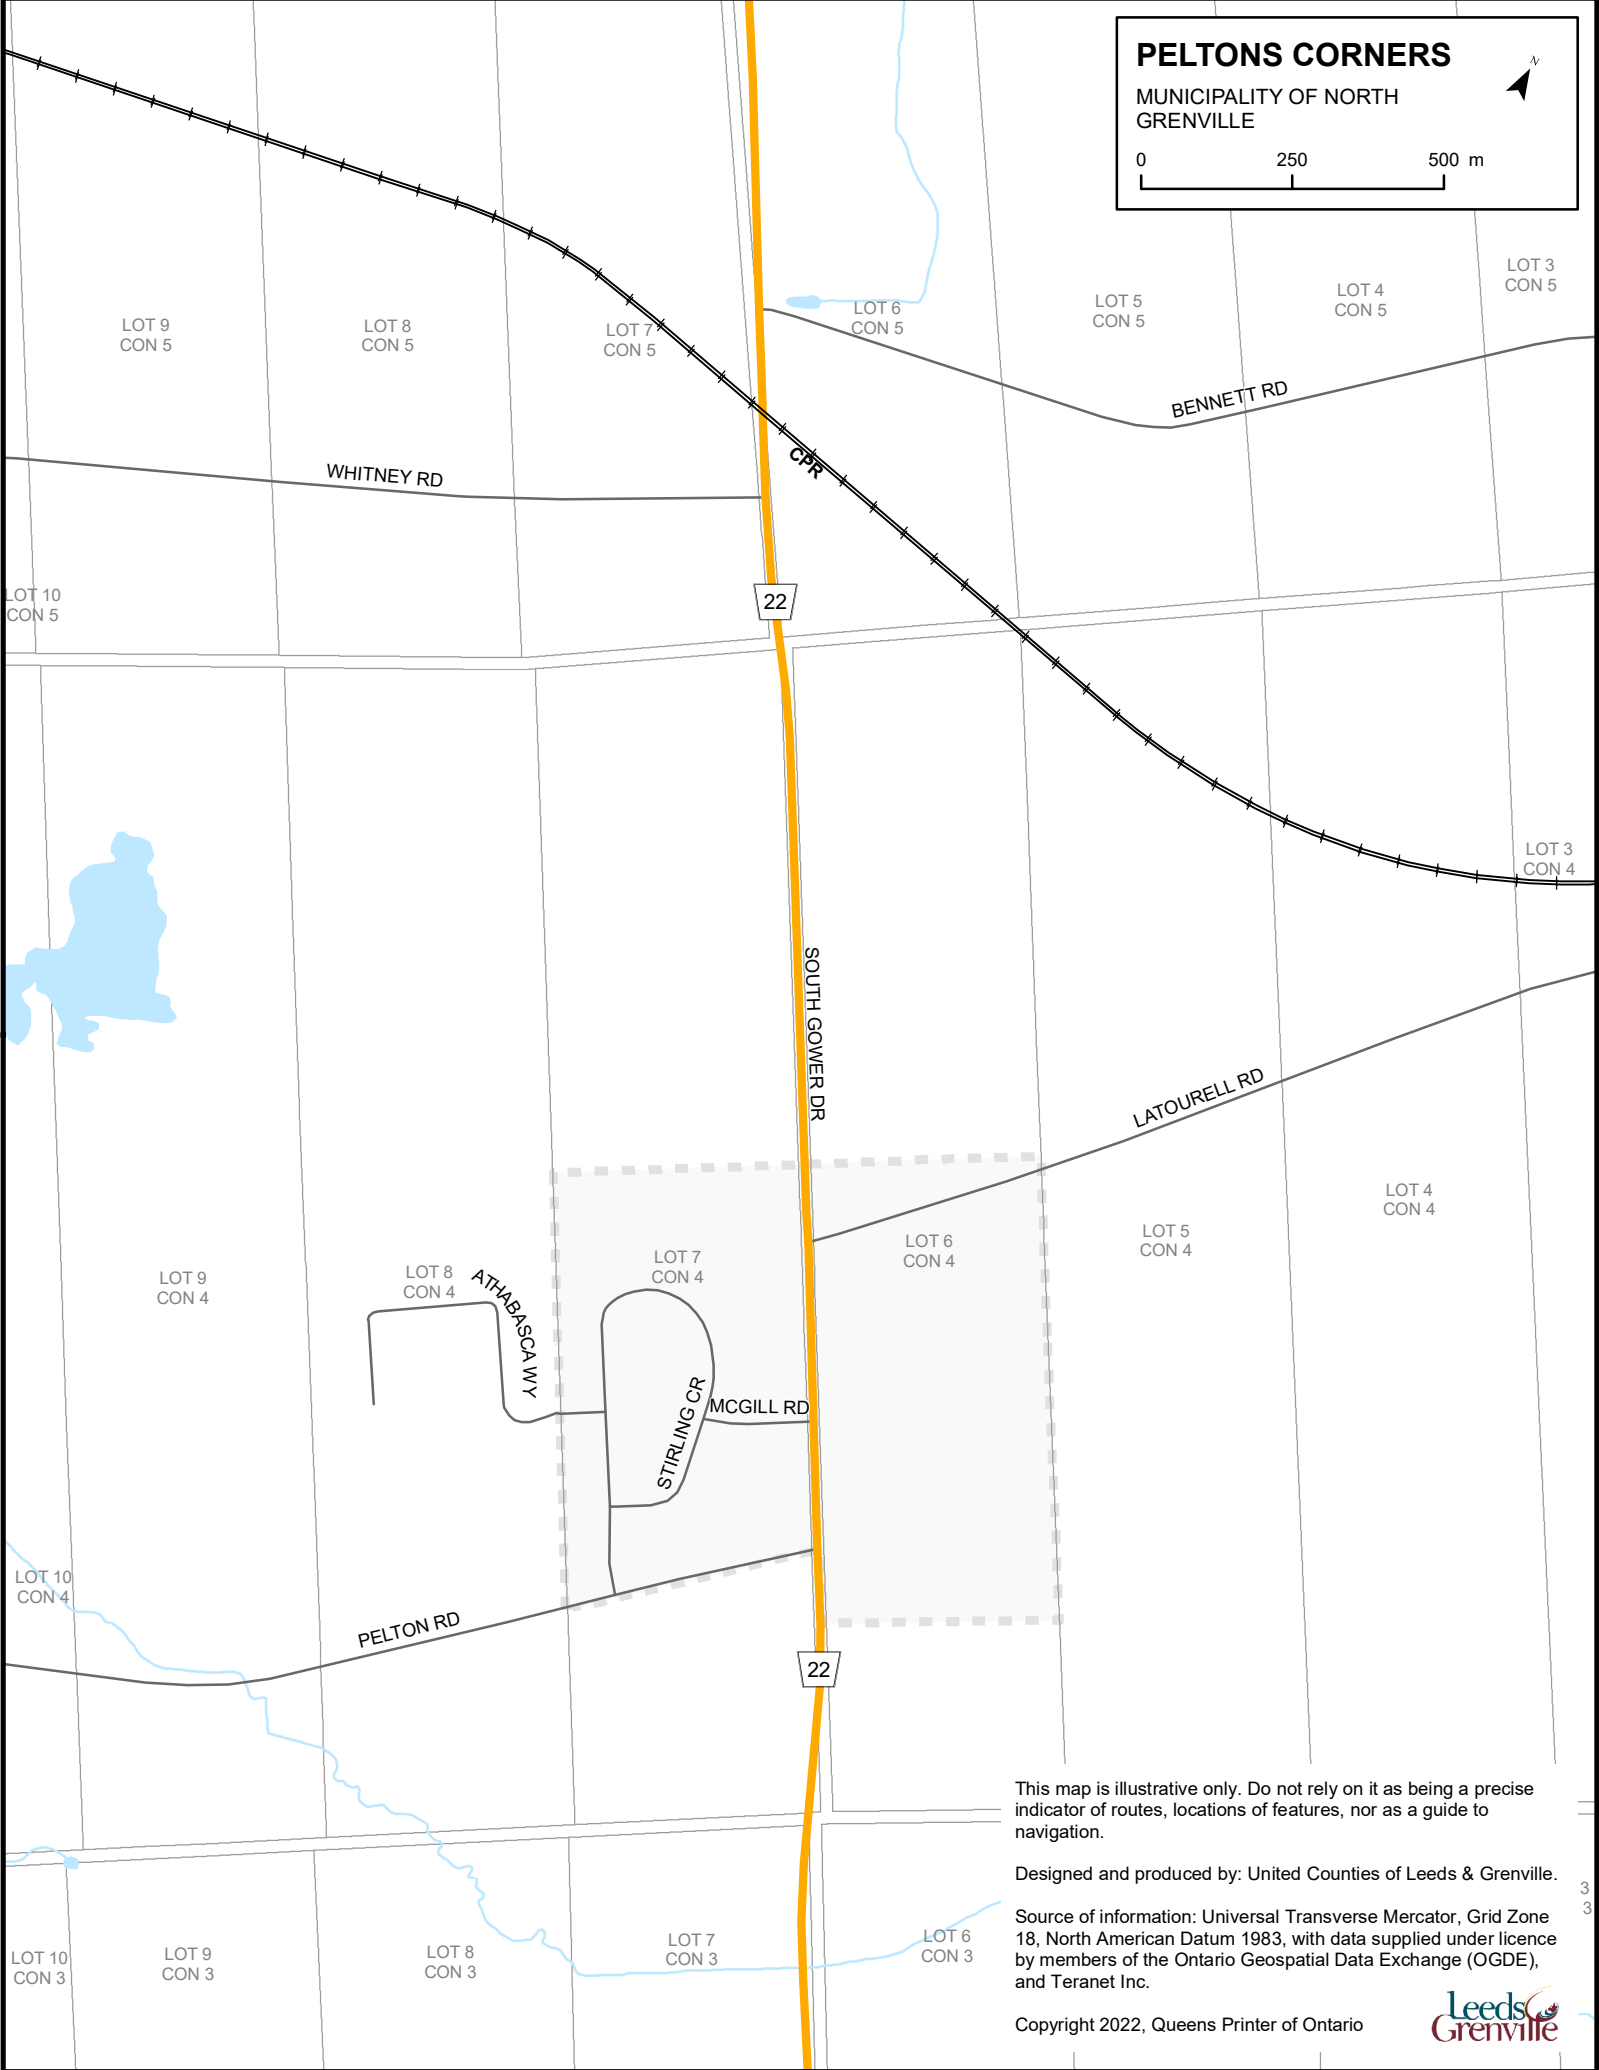 PELTONS CORNERS
N
MUNICIPALITY OF NORTH
GRENVILLE
0 250 500 m
LOT 3
CON 5
LOT 4
CON 5
LOT 5
CON 5
LOT 6
CON 5
LOT 7
CON 5
LOT 8
CON 5
LOT 9
CON 5
BENNETT RD
CPR
WHITNEY RD
LOT 10
CON 5
22
LOT 3
CON 4
SOUTH GOWER DR
LATOURELL RD
LOT 4
CON 4
LOT 5
CON 4
LOT 6
CON 4
LOT 7
CON 4
LOT 8
CON 4
LOT 9
CON 4
ATHABASCA WY
STIRLING CR
MCGILL RD
LOT 10
CON 4
PELTON RD
22
This map is illustrative only. Do not rely on it as being a precise
indicator of routes, locations of features, nor as a guide to
navigation.
Designed and produced by: United Counties of Leeds & Grenville.
3
3
Source of information: Universal Transverse Mercator, Grid Zone
18, North American Datum 1983, with data supplied under licence
by members of the Ontario Geospatial Data Exchange (OGDE),
and Teranet Inc.
LOT 6
CON 3
LOT 7
CON 3
LOT 8
CON 3
LOT 9
CON 3
LOT 10
CON 3
Copyright 2022, Queens Printer of Ontario
Leeds
Grenville